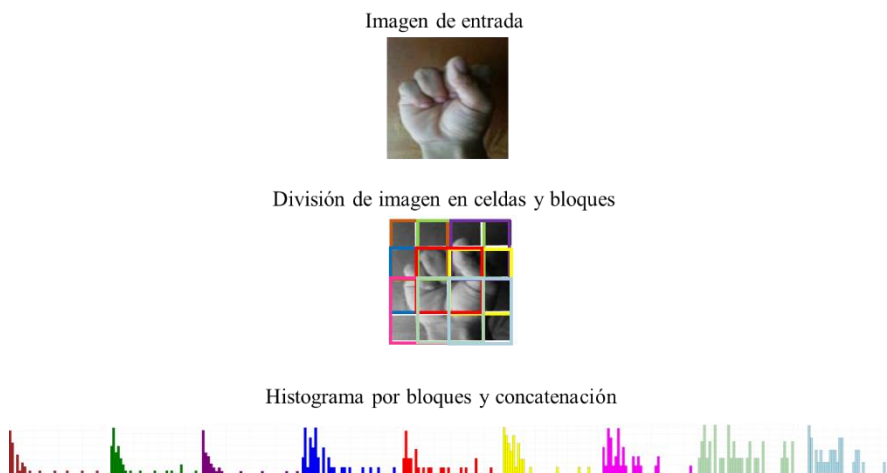 Imagen de entrada
División de imagen en celdas y bloques
Histograma por bloques y concatenación